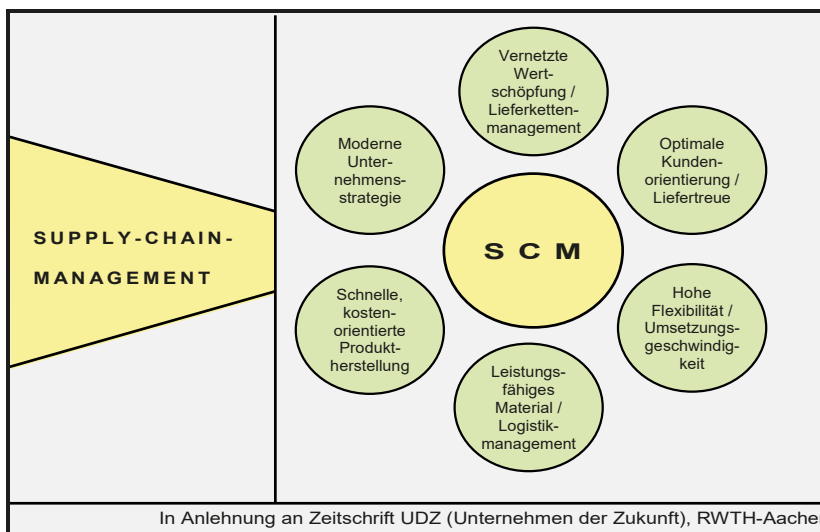 SUPPLY-CHAIN-
MANAGEMENT
Vernetzte
Wert-
schöpfung /
Lieferketten-
management
Moderne
Unter-
nehmens-
strategie
Optimale
Kunden-
orientierung /
Liefertreue
S C M
Schnelle,
kosten-
orientierte
Produkt-
herstellung
Hohe
Flexibilität /
Umsetzungs-
geschwindig-
keit
Leistungs-
fähiges
Material /
Logistik-
management
In Anlehnung an Zeitschrift UDZ (Unternehmen der Zukunft), RWTH-Aache